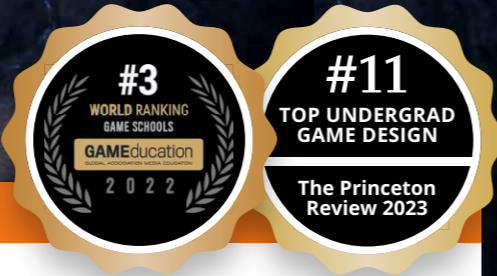 #3
WORLD RANKING
GAME SCHOOLS
GAMEducation
GLOBAL ASSOCIATION MEDIA EDUCATION
2022
#11
TOP UNDERGRAD
GAME DESIGN
The Princeton
Review 2023